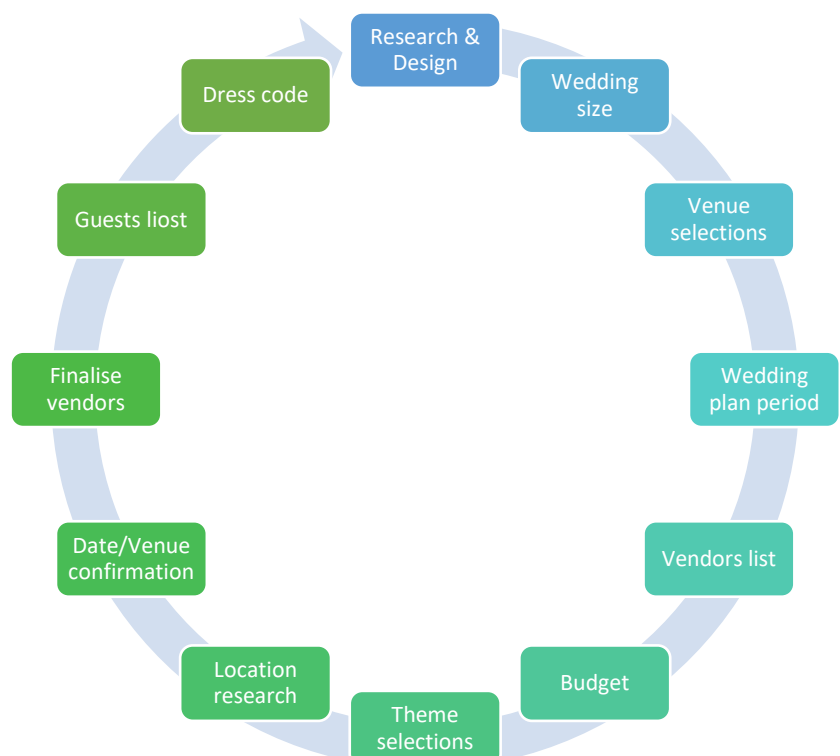 Research &
Design
Wedding
size
Venue
selections
Wedding
plan period
Vendors list
Budget
Theme
selections
Location
research
Date/Venue
confirmation
Finalise
vendors
Guests liost
Dress code